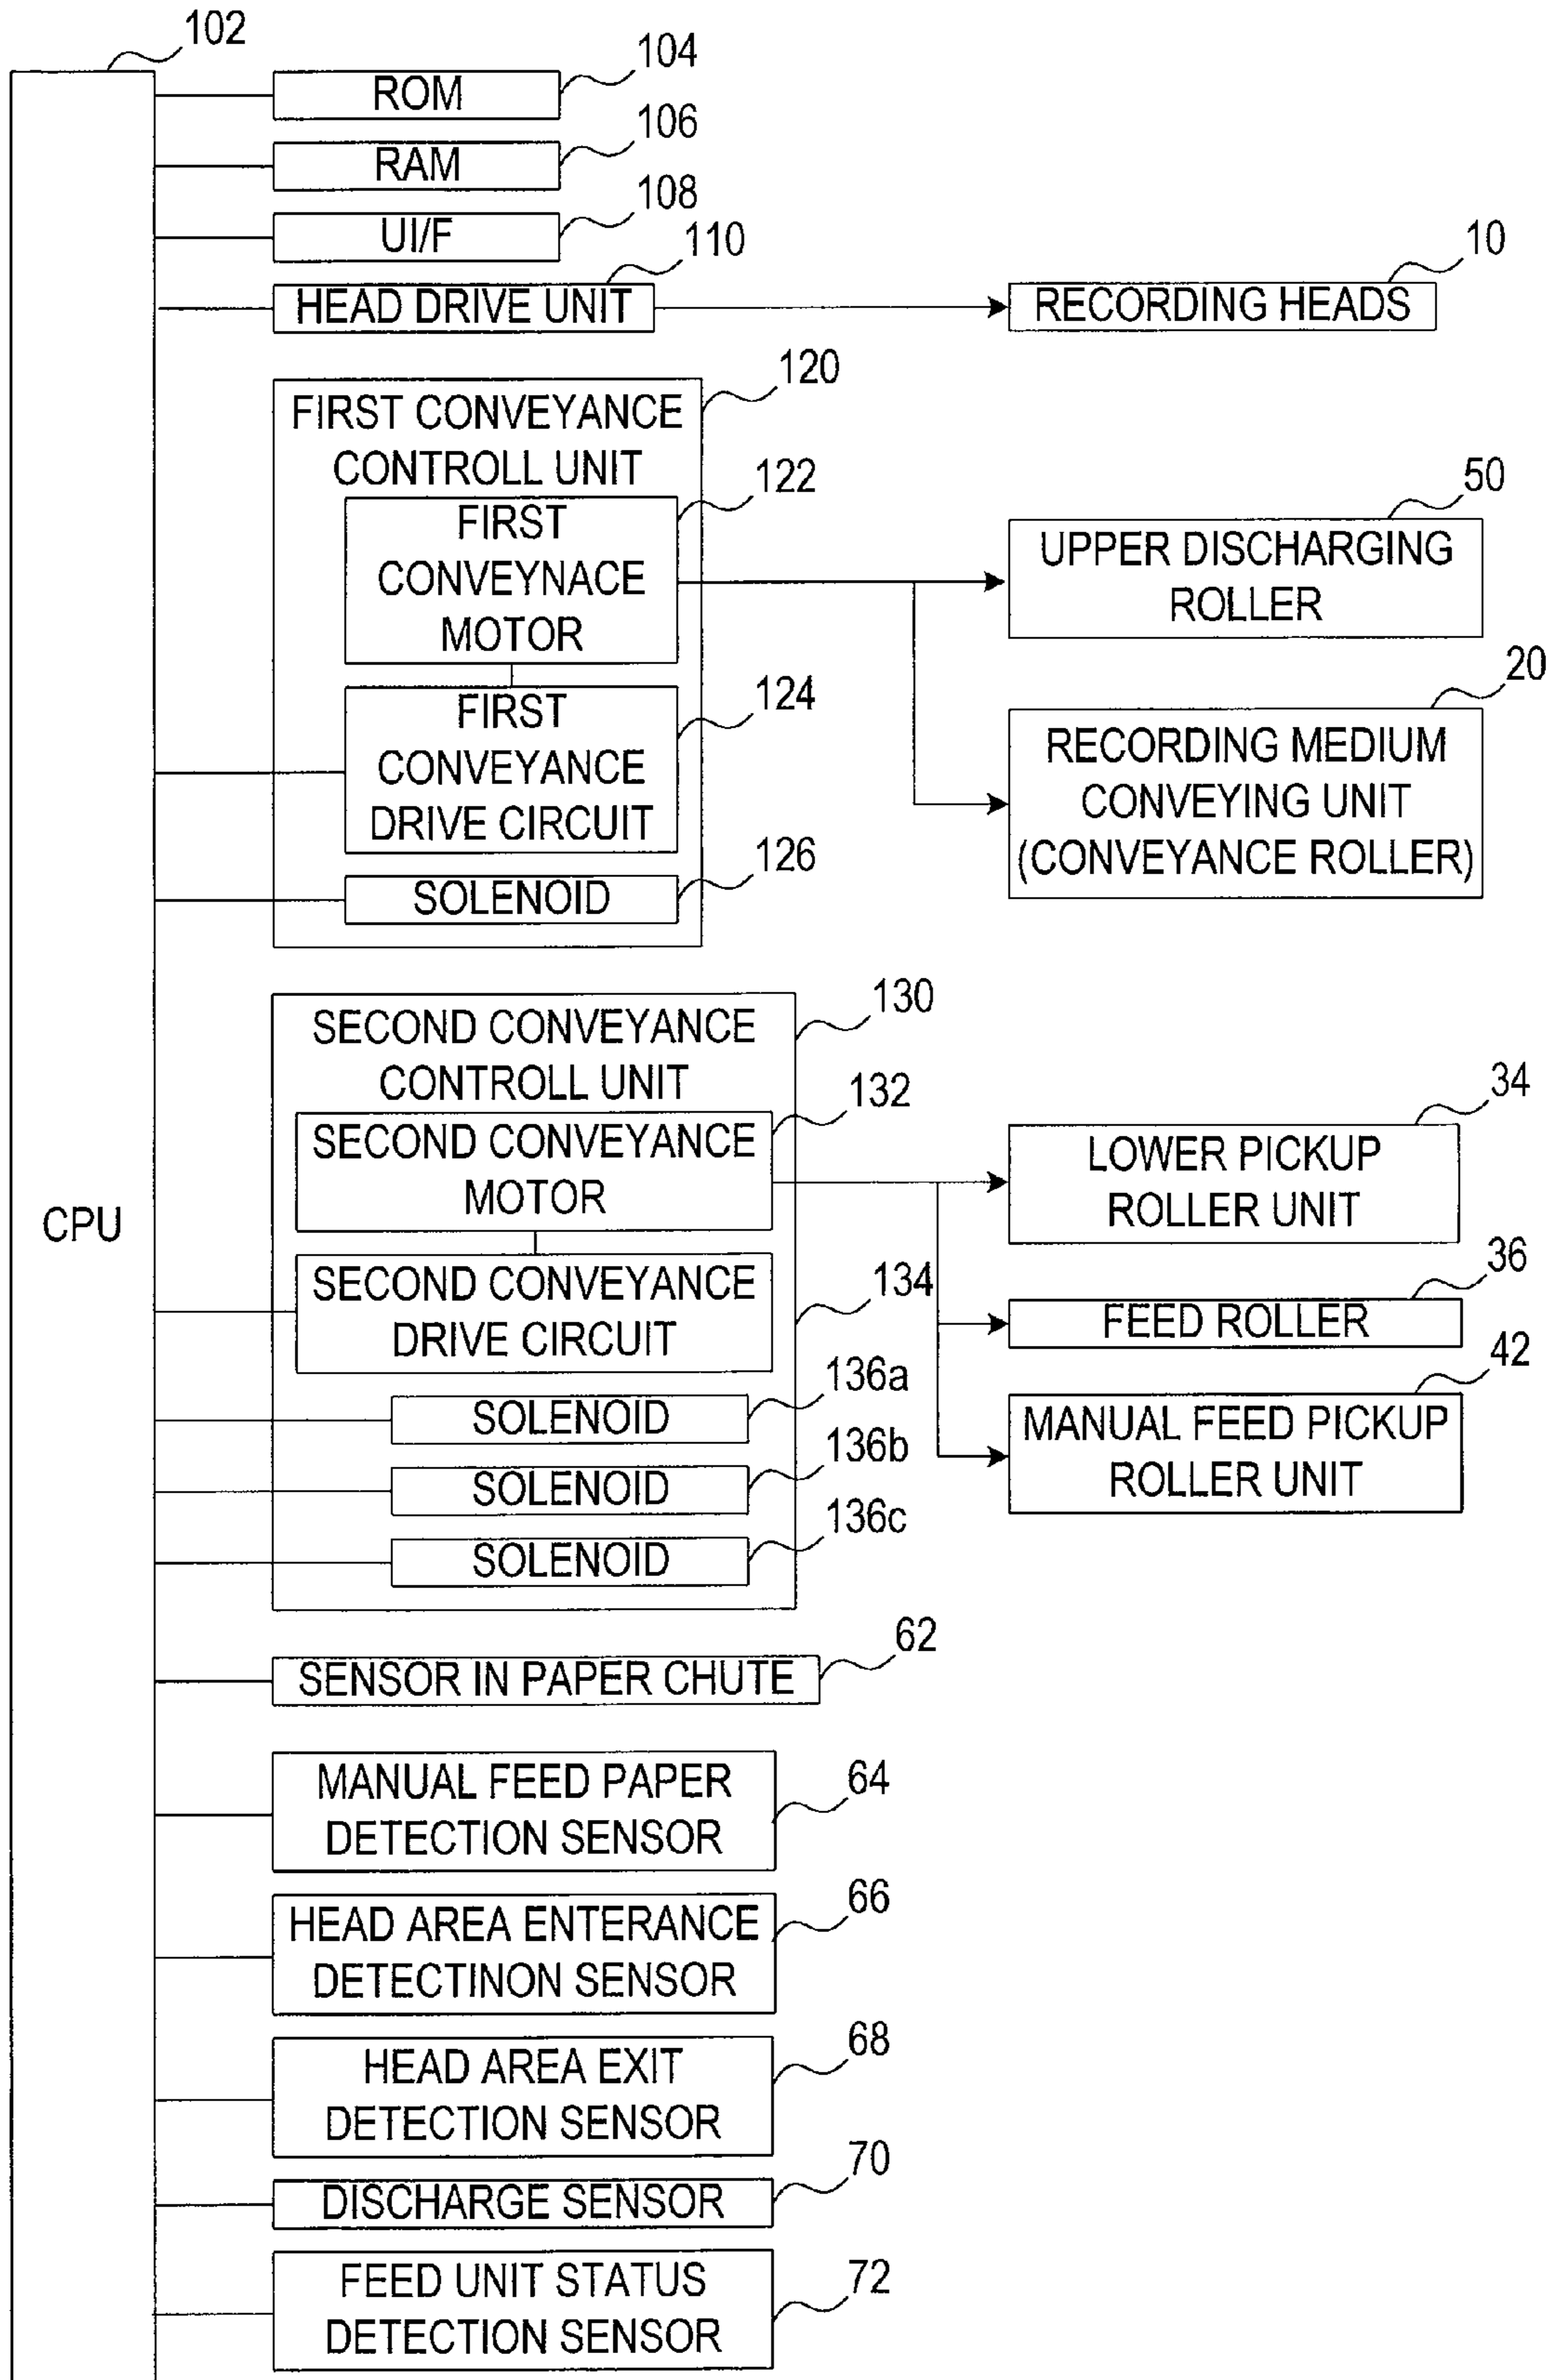 102
ROM
104
RAM
106
UI/F
108
HEAD DRIVE UNIT
110
RECORDING HEADS
10
120
FIRST CONVEYANCE
CONTROLL UNIT
122
FIRST
CONVEYNACE
MOTOR
UPPER DISCHARGING
ROLLER
50
124
FIRST
CONVEYANCE
DRIVE CIRCUIT
RECORDING MEDIUM
CONVEYING UNIT
(CONVEYANCE ROLLER)
20
SOLENOID
126
130
SECOND CONVEYANCE
CONTROLL UNIT
132
SECOND CONVEYANCE
MOTOR
LOWER PICKUP
ROLLER UNIT
34
CPU
SECOND CONVEYANCE
DRIVE CIRCUIT
134
FEED ROLLER
36
MANUAL FEED PICKUP
ROLLER UNIT
42
SOLENOID
136a
SOLENOID
136b
SOLENOID
136c
SENSOR IN PAPER CHUTE
62
MANUAL FEED PAPER
DETECTION SENSOR
64
HEAD AREA ENTERANCE
DETECTINON SENSOR
66
HEAD AREA EXIT
DETECTION SENSOR
68
DISCHARGE SENSOR
70
FEED UNIT STATUS
DETECTION SENSOR
72